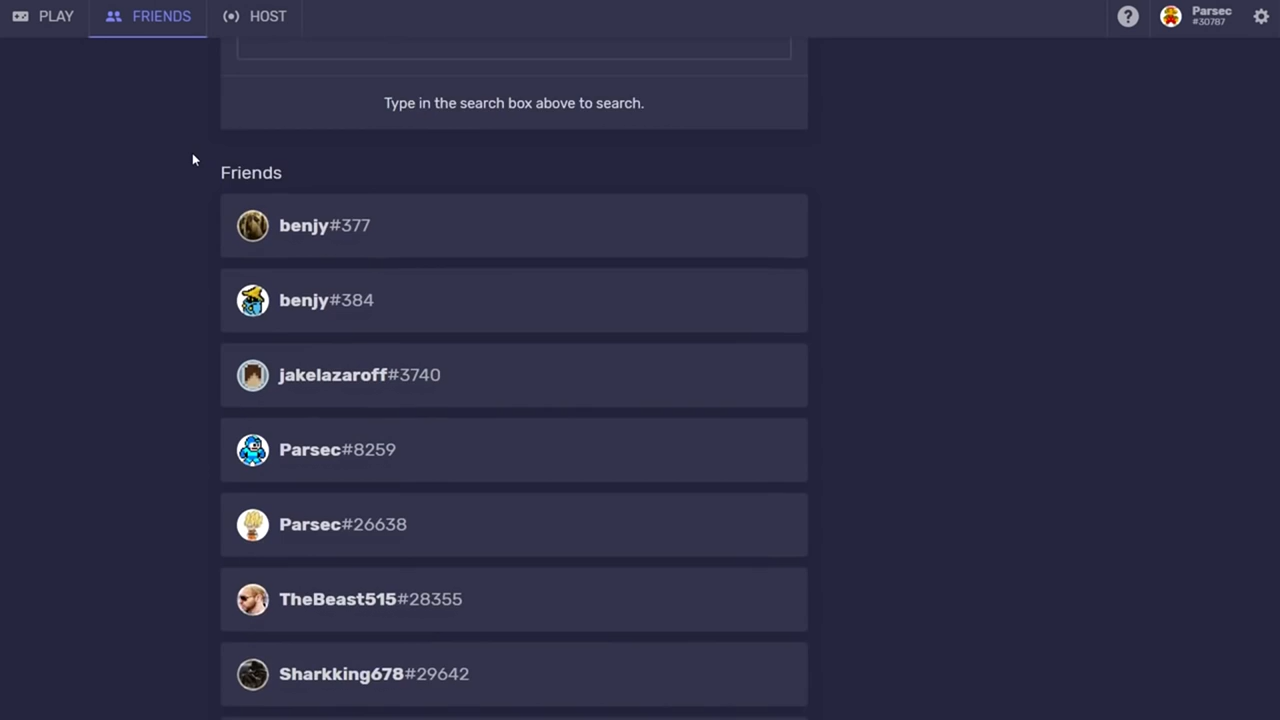 PLAY
FRIENDS
HOST
?
Parsec
#30787
Type in the search box above to search.
Friends
benjy#377
benjy#384
jakelazaroff#3740
Parsec#8259
Parsec#26638
TheBeast515#28355
Sharkking678#29642